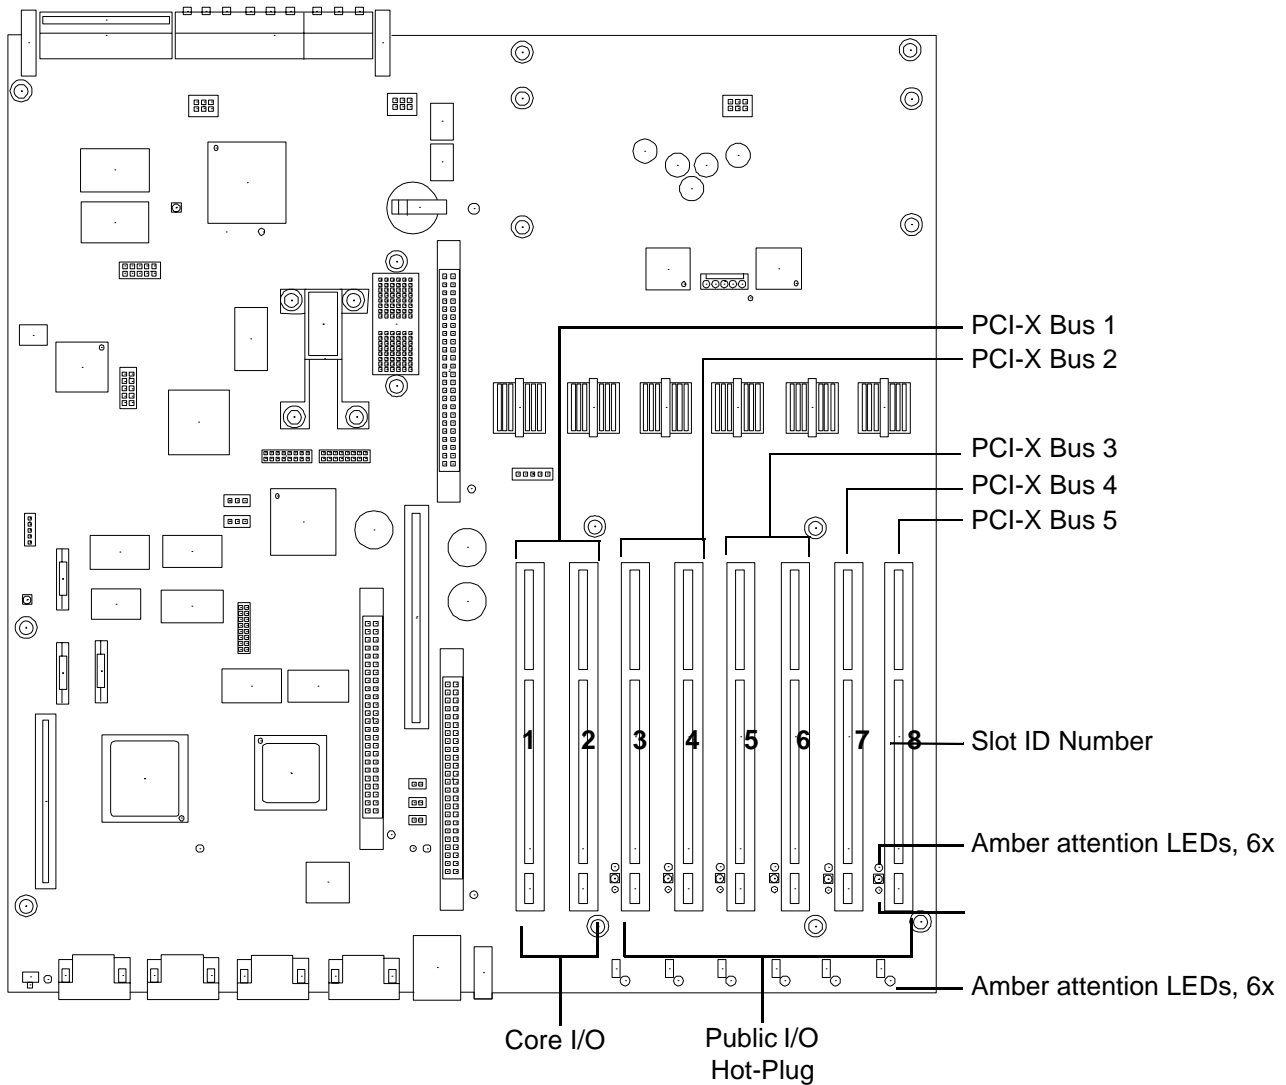 PCI-X Bus 1
PCI-X Bus 2
PCI-X Bus 3
PCI-X Bus 4
PCI-X Bus 5
1 2 3 4 5 6 7 8 Slot ID Number
Amber attention LEDs, 6x
Amber attention LEDs, 6x
Core I/O
Public I/O
Hot-Plug